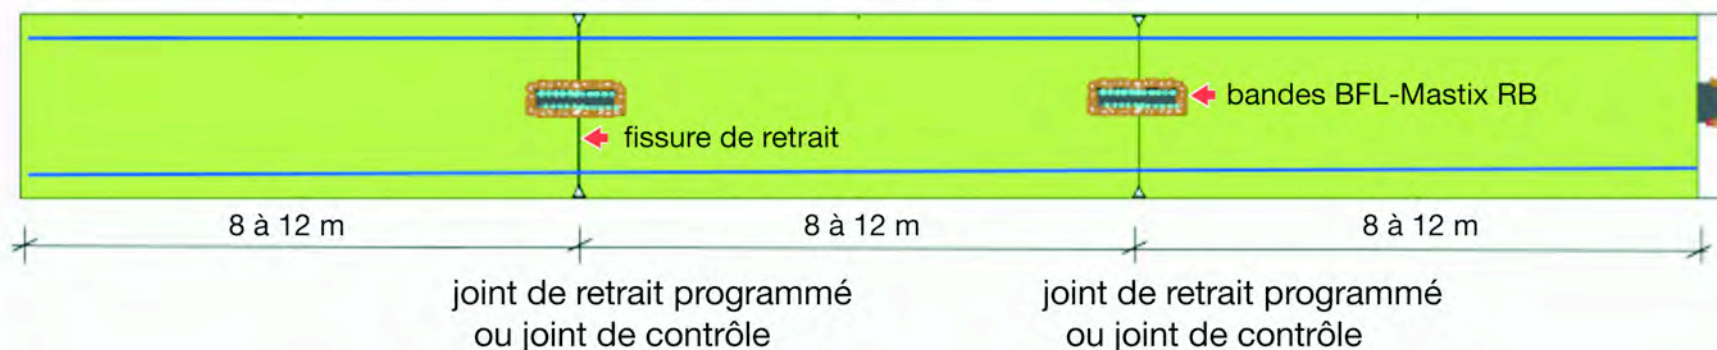 bandes BFL-Mastix RB
fissure de retrait
8 à 12 m
8 à 12 m
8 à 12 m
joint de retrait programmé
ou joint de contrôle
joint de retrait programmé
ou joint de contrôle